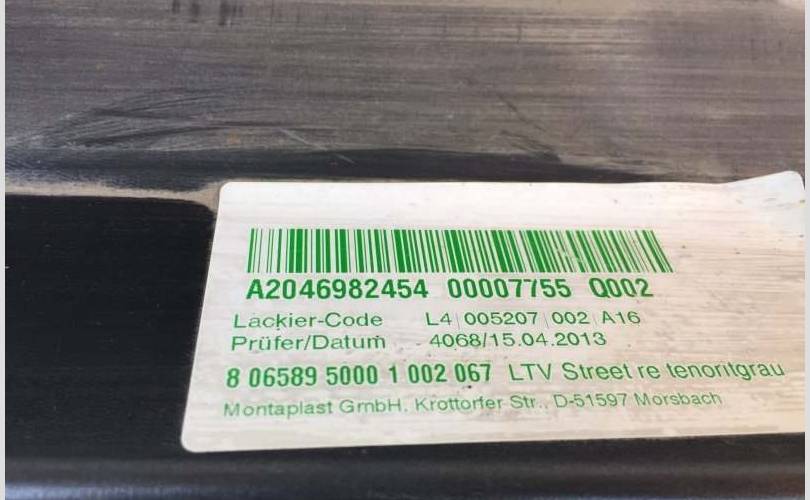 A2046982454 00007755 Q002
Lackier-Code L4 005207 002 A16
Prüfer/Datum 4068/15.04.2013
8 06589 5000 1 002 067 LTV Street re tenoritgrau
Montaplast GmbH, Krottorfer Str., D-51597 Morsbach